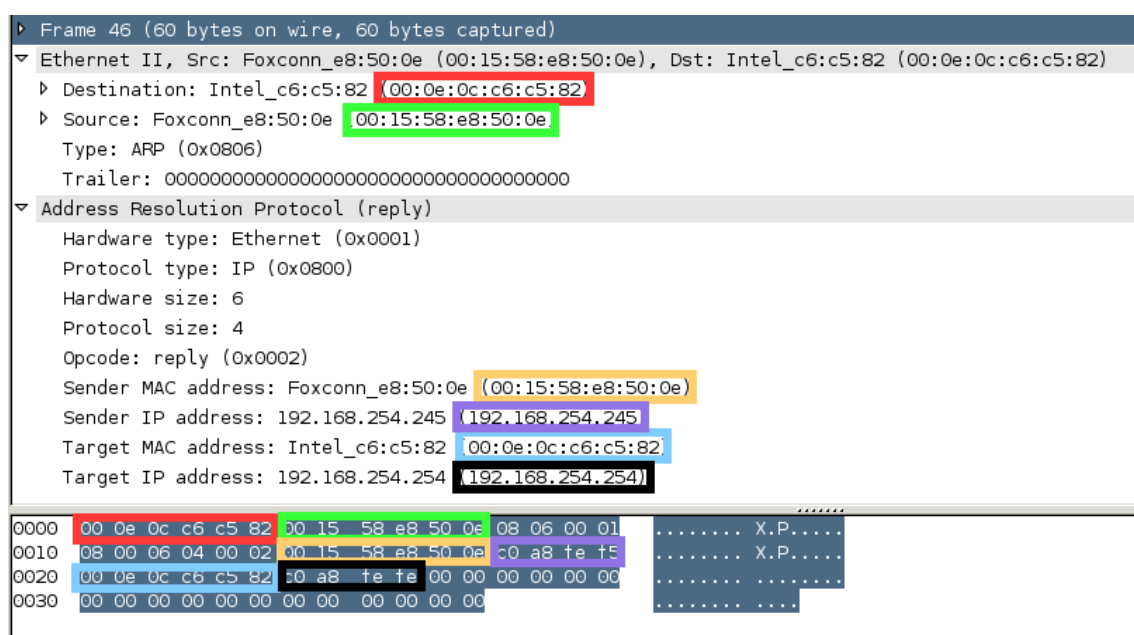 Frame 46 (60 bytes on wire, 60 bytes captured)
Ethernet II, Src: Foxconn_e8:50:0e (00:15:58:e8:50:0e), Dst: Intel_c6:c5:82 (00:0e:0c:c6:c5:82)
Destination: Intel_c6:c5:82 (00:0e:0c:c6:c5:82)
Source: Foxconn_e8:50:0e (00:15:58:e8:50:0e)
Type: ARP (0x0806)
Trailer: 000000000000000000000000000000000000
Address Resolution Protocol (reply)
Hardware type: Ethernet (0x0001)
Protocol type: IP (0x0800)
Hardware size: 6
Protocol size: 4
Opcode: reply (0x0002)
Sender MAC address: Foxconn_e8:50:0e (00:15:58:e8:50:0e)
Sender IP address: 192.168.254.245 (192.168.254.245)
Target MAC address: Intel_c6:c5:82 (00:0e:0c:c6:c5:82)
Target IP address: 192.168.254.254 (192.168.254.254)
0000 00 0e 0c c6 c5 82 00 15 58 e8 50 0e 08 06 00 01 ........ X.P.....
0010 08 00 06 04 00 02 00 15 58 e8 50 0e c0 a8 fe f5 ........ X.P.....
0020 00 0e 0c c6 c5 82 c0 a8 fe fe 00 00 00 00 00 00 ........ ........
0030 00 00 00 00 00 00 00 00 00 00 00 00 ........ ....